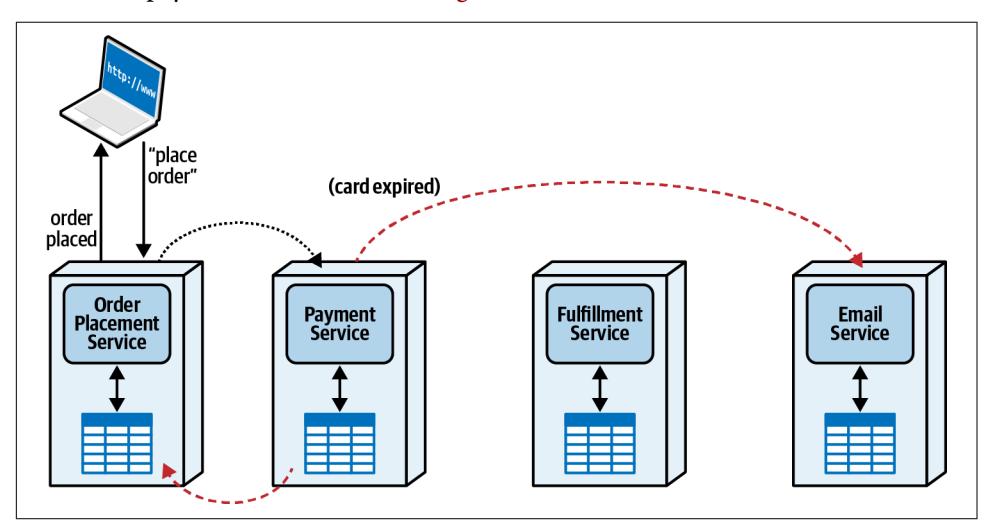 http://www
“place
order”
(card expired)
order
placed
Order
Placement
Service
Payment
Service
Fulfillment
Service
Email
Service